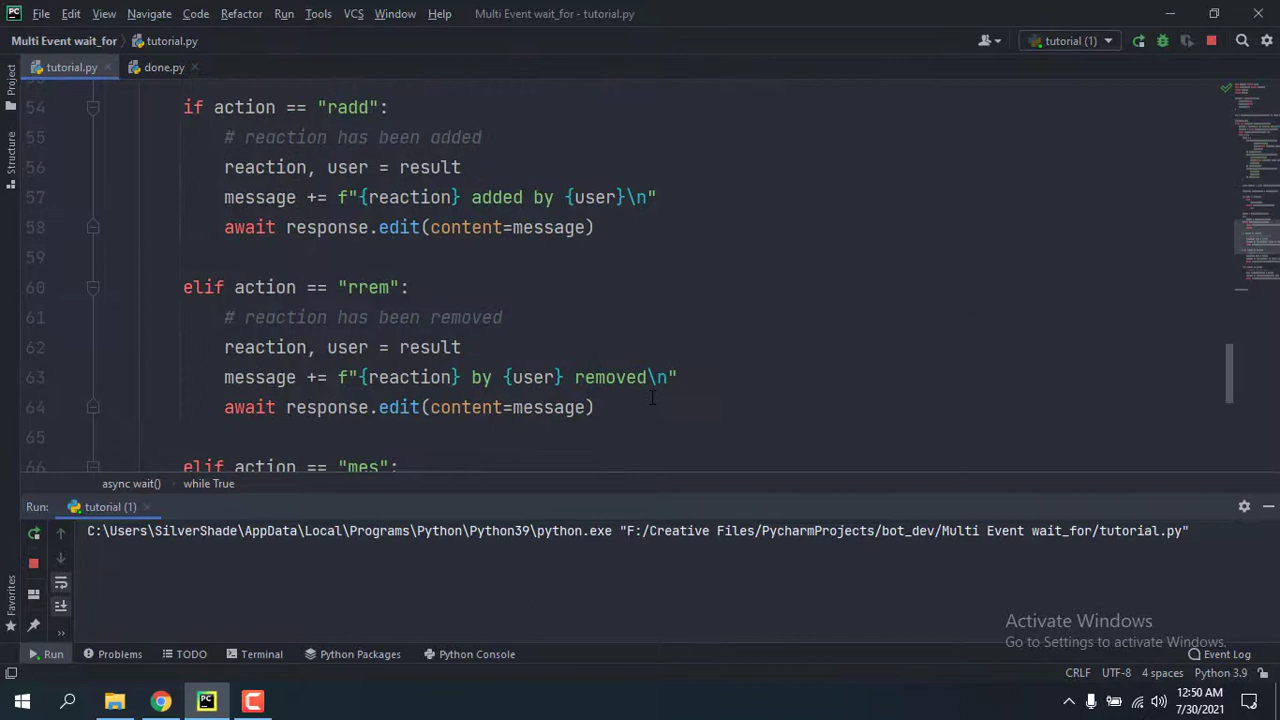 File Edit View Navigate Code Refactor Run Tools VCS Window Help Multi Event wait_for - tutorial.py
Multi Event wait_for tutorial.py tutorial (1)
tutorial.py done.py
Project
Structure
Favorites
54 if action == "radd":
55 # reaction has been added
56 reaction, user = result
57 message += f"{reaction} added by {user}\n"
58 await response.edit(content=message)
59
60 elif action == "rrem":
61 # reaction has been removed
62 reaction, user = result
63 message += f"{reaction} by {user} removed\n"
64 await response.edit(content=message)
65
66 elif action == "mes":
async wait() while True
Run: tutorial (1)
C:\Users\SilverShade\AppData\Local\Programs\Python\Python39\python.exe "F:/Creative Files/PycharmProjects/bot_dev/Multi Event wait_for/tutorial.py"
Activate Windows
Go to Settings to activate Windows.
Run Problems TODO Terminal Python Packages Python Console Event Log
CRLF UTF-8 4 spaces Python 3.9
12:50 AM
7/30/2021